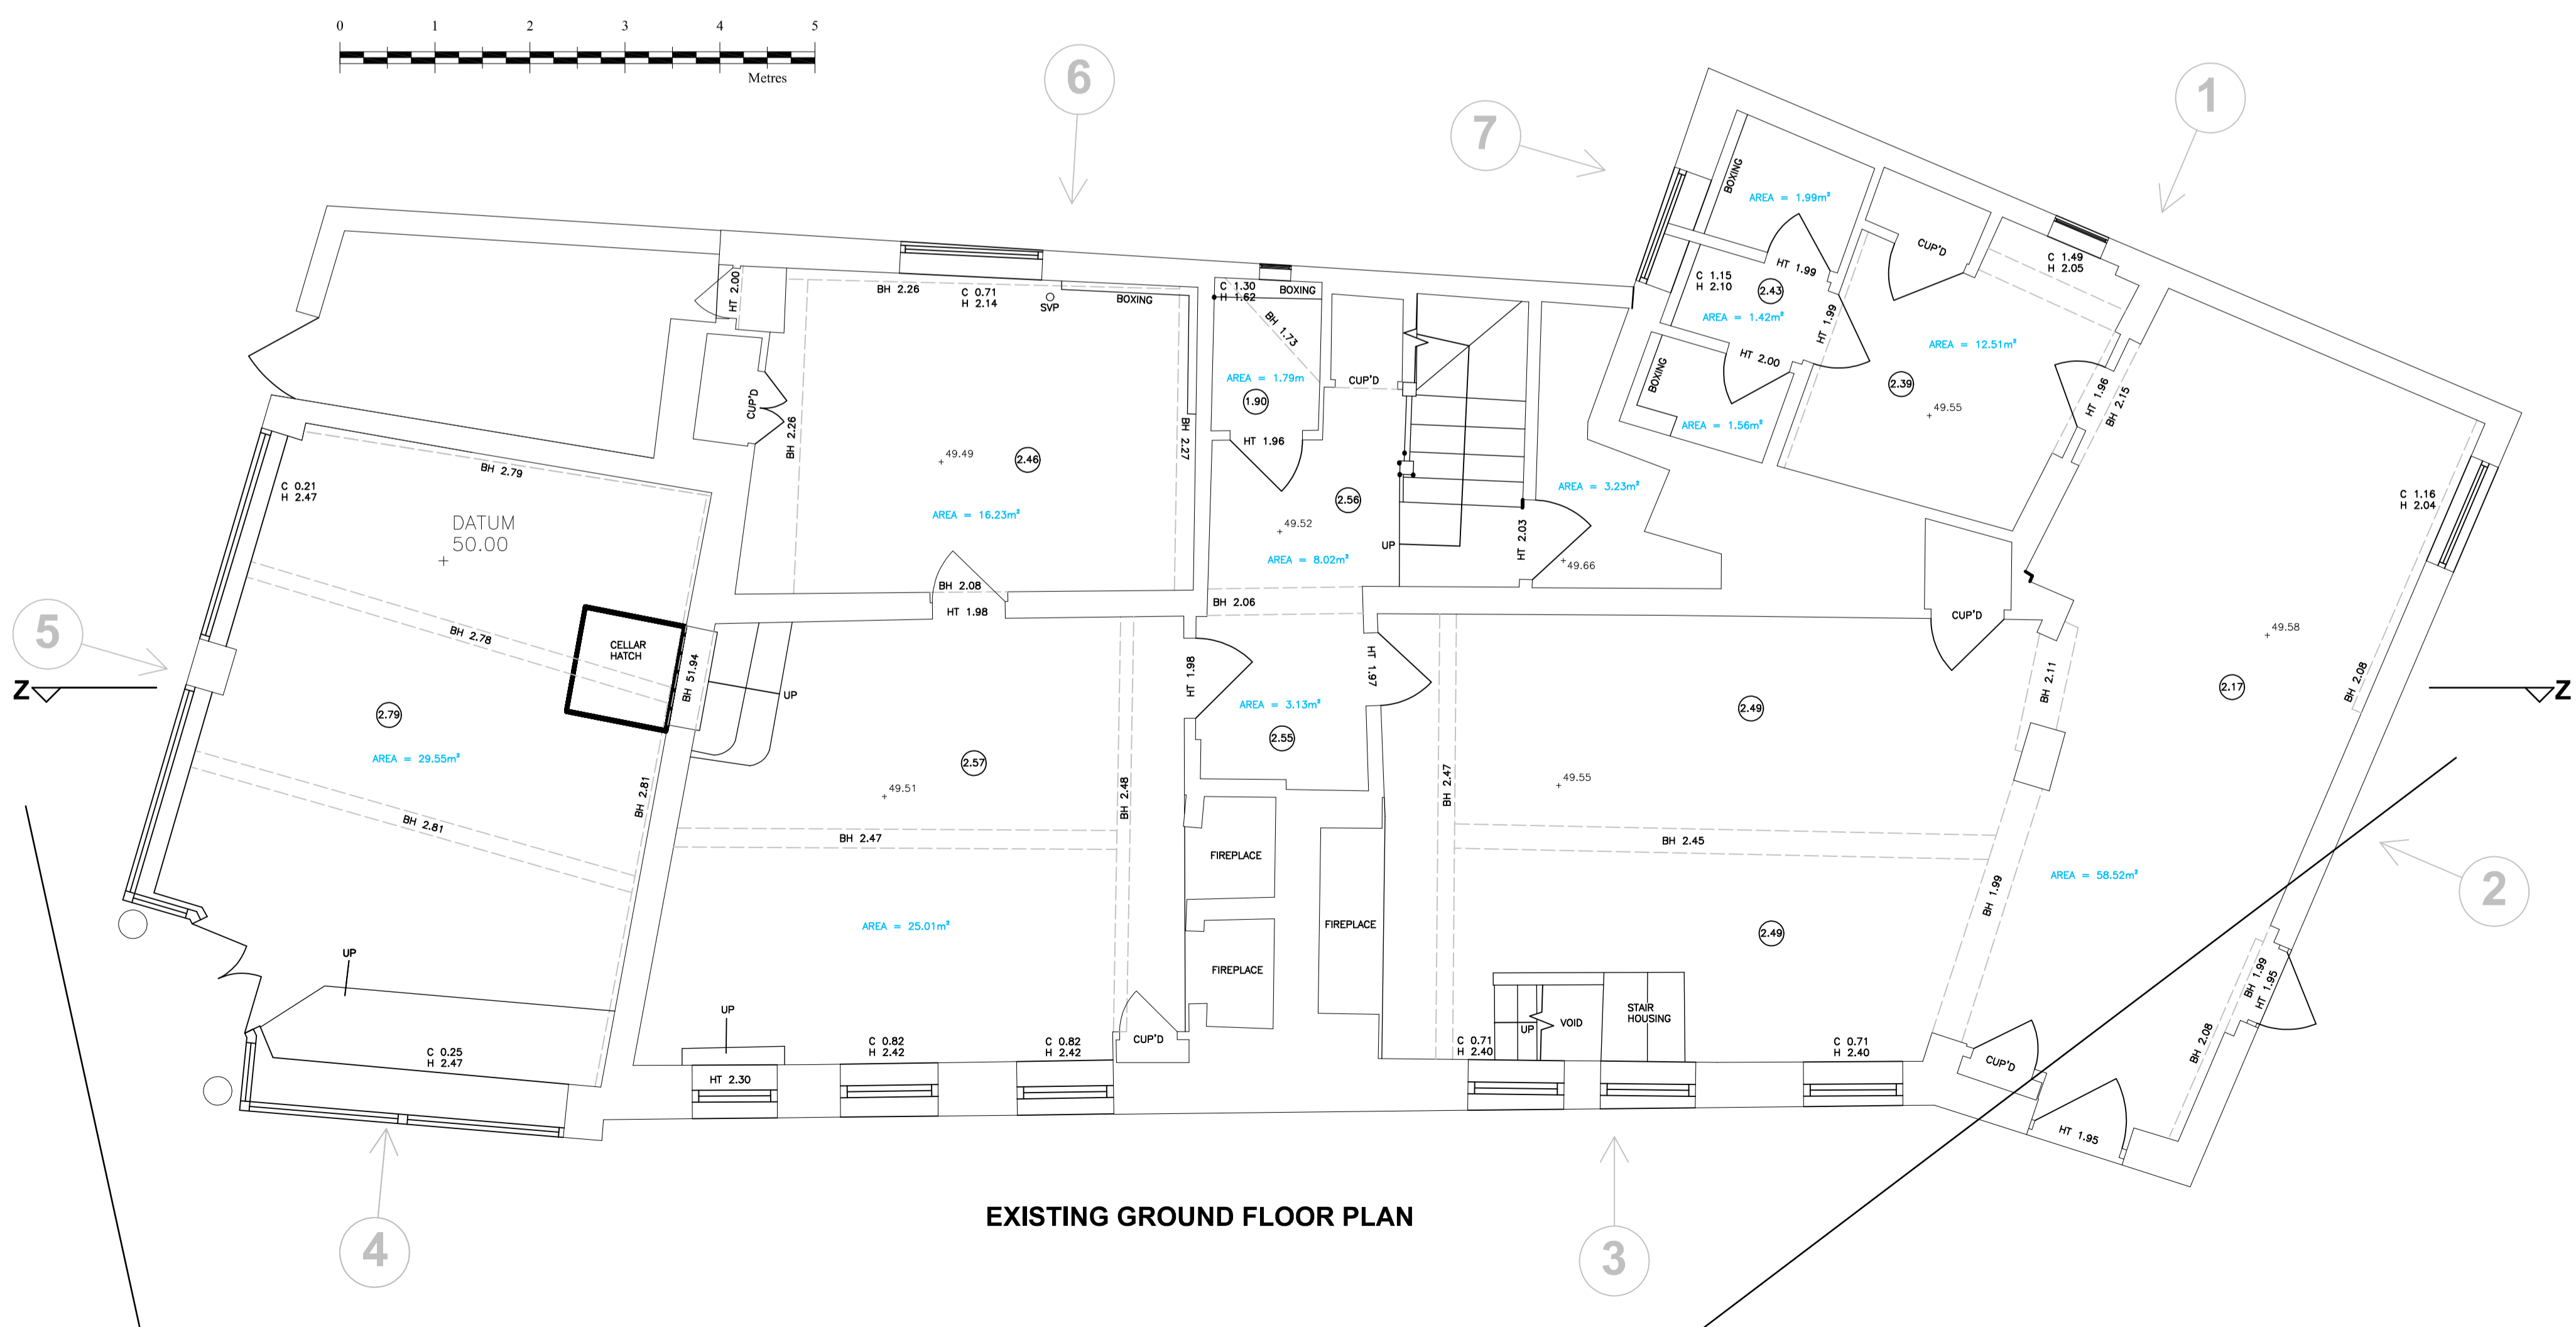 0 1 2 3 4 5
Metres
6
7
1
BOXING
AREA = 1.99m²
CUP'D
HT 1.99
C 1.49
H 2.05
C 1.15
H 2.10
2.43
AREA = 1.42m²
HT 1.99
HT 2.00
AREA = 12.51m²
2.39
49.55
BOXING
AREA = 1.56m²
HT 1.96
BH 2.15
HT 2.00
BH 2.26
C 0.71
H 2.14
SVP
BOXING
C 1.30
H 1.62
BOXING
BH 1.73
AREA = 1.79m
1.90
HT 1.96
CUP'D
CUP'D
BH 2.26
BH 2.27
49.49
2.46
AREA = 16.23m²
2.56
49.52
AREA = 8.02m²
UP
HT 2.03
AREA = 3.23m²
49.66
C 1.16
H 2.04
BH 2.79
C 0.21
H 2.47
DATUM
50.00
BH 2.08
HT 1.98
BH 2.06
CUP'D
49.58
5
BH 2.78
CELLAR
HATCH
BH 51.94
UP
HT 1.98
HT 1.97
BH 2.11
BH 2.08
2.17
Z
Z
2.79
AREA = 29.55m²
AREA = 3.13m²
2.55
2.49
2.57
49.51
BH 2.81
BH 2.81
BH 2.47
BH 2.48
BH 2.47
49.55
BH 2.45
FIREPLACE
BH 1.99
AREA = 58.52m²
2
AREA = 25.01m²
FIREPLACE
2.49
FIREPLACE
UP
BH 1.99
HT 1.95
UP
STAIR
HOUSING
VOID
UP
C 0.25
H 2.47
C 0.82
H 2.42
C 0.82
H 2.42
CUP'D
C 0.71
H 2.40
C 0.71
H 2.40
BH 2.08
CUP'D
HT 2.30
HT 1.95
EXISTING GROUND FLOOR PLAN
4
3